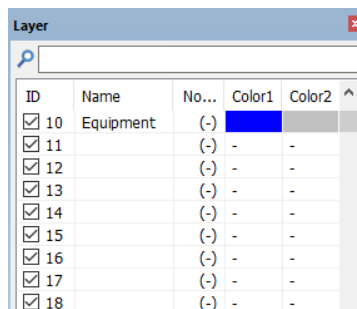 Layer
ID Name No... Color1 Color2
10 Equipment (-)
11 (-) - -
12 (-) - -
13 (-) - -
14 (-) - -
15 (-) - -
16 (-) - -
17 (-) - -
18 (-) - -